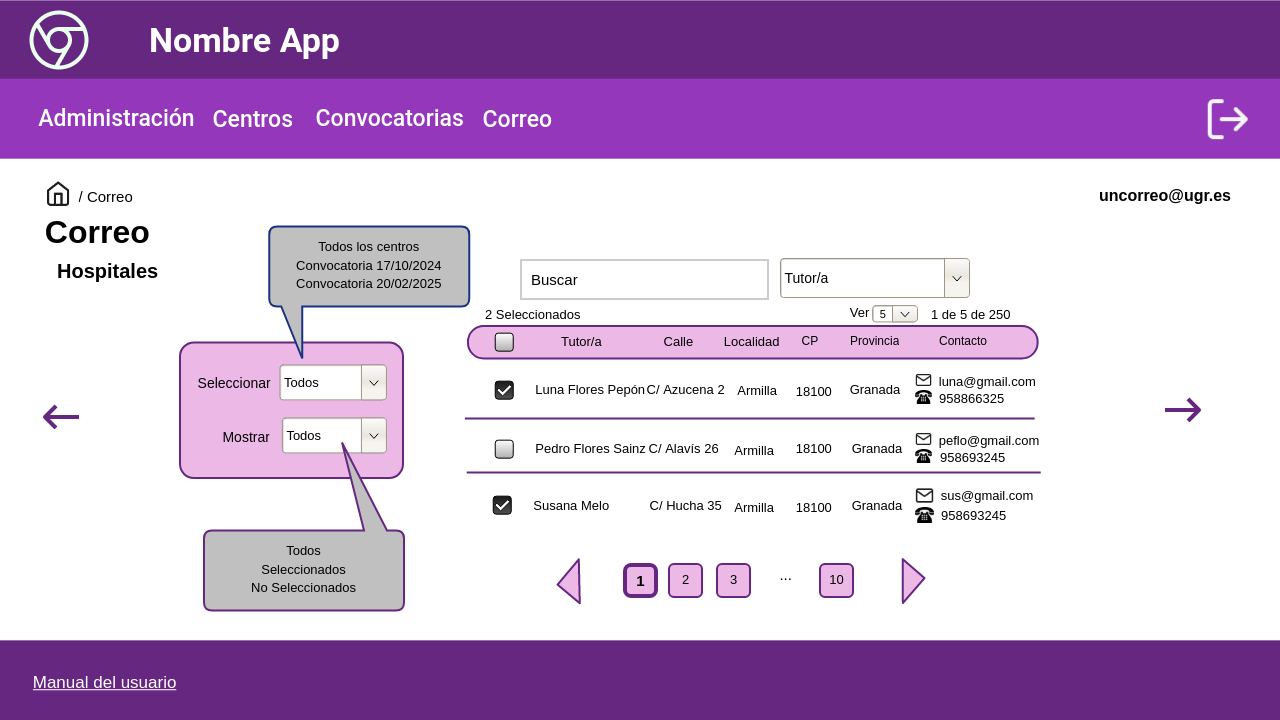 Nombre App
Administración Centros Convocatorias Correo
/ Correo
uncorreo@ugr.es
Correo
Hospitales
Todos los centros
Convocatoria 17/10/2024
Convocatoria 20/02/2025
Seleccionar Todos
Mostrar Todos
Todos
Seleccionados
No Seleccionados
Buscar
Tutor/a
2 Seleccionados
Ver 5
1 de 5 de 250
Tutor/a Calle Localidad CP Provincia Contacto
Luna Flores Pepón C/ Azucena 2 Armilla 18100 Granada luna@gmail.com
958866325
Pedro Flores Sainz C/ Alavís 26 Armilla 18100 Granada peflo@gmail.com
958693245
Susana Melo C/ Hucha 35 Armilla 18100 Granada sus@gmail.com
958693245
1 2 3 ... 10
Manual del usuario